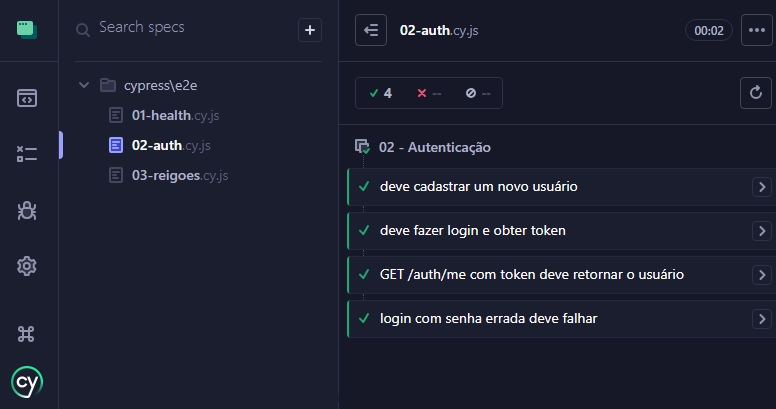 Search specs
+
cypress\e2e
01-health.cy.js
02-auth.cy.js
03-reigoes.cy.js
cy
02-auth.cy.js
00:02
4 -- --
02 - Autenticação
deve cadastrar um novo usuário
deve fazer login e obter token
GET /auth/me com token deve retornar o usuário
login com senha errada deve falhar